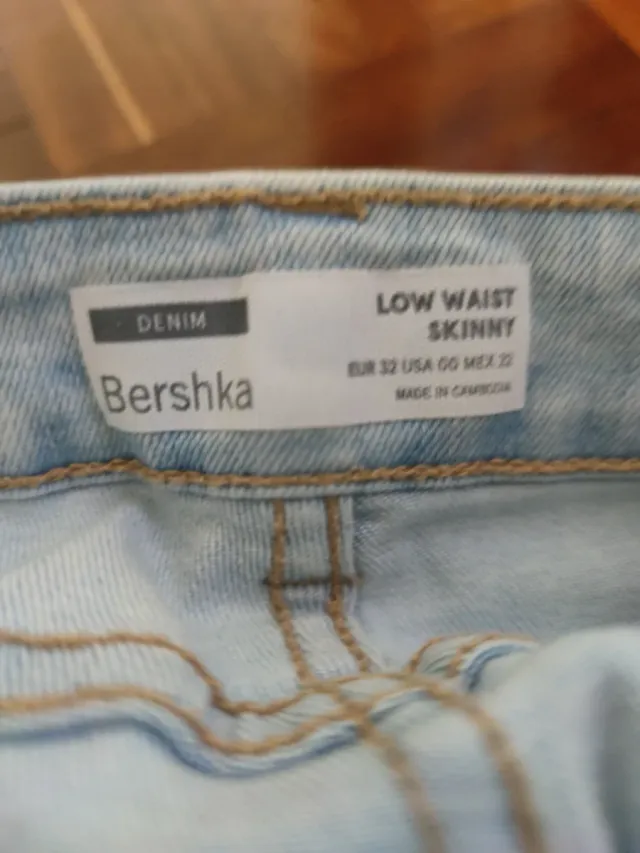 DENIM
Bershka
LOW WAIST
SKINNY
EUR 32 USA 00 MEX 22
MADE IN CAMBODIA